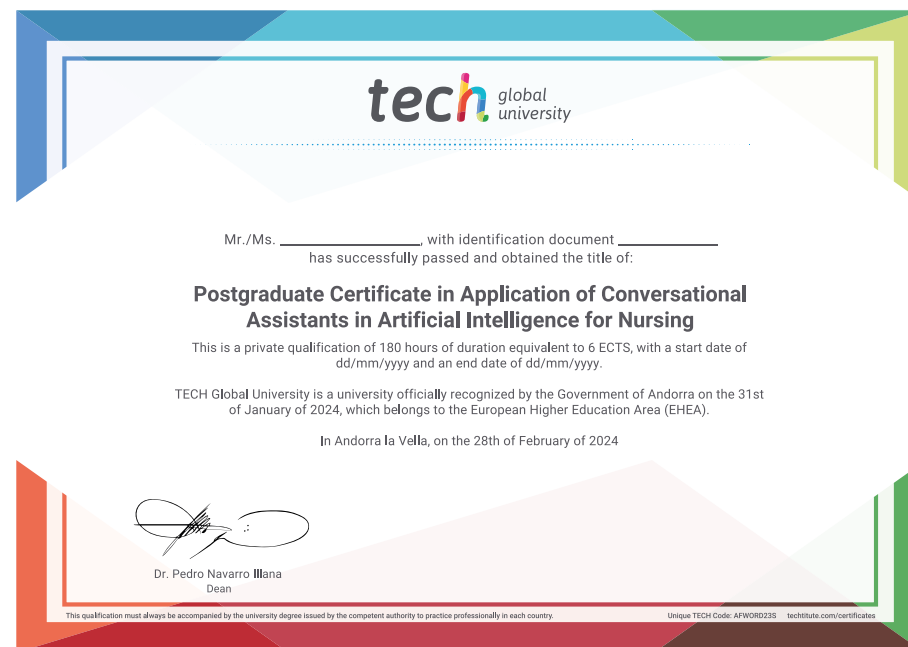 tech global university
Mr./Ms. ____________________, with identification document ______________
has successfully passed and obtained the title of:
Postgraduate Certificate in Application of Conversational
Assistants in Artificial Intelligence for Nursing
This is a private qualification of 180 hours of duration equivalent to 6 ECTS, with a start date of
dd/mm/yyyy and an end date of dd/mm/yyyy.
TECH Global University is a university officially recognized by the Government of Andorra on the 31st
of January of 2024, which belongs to the European Higher Education Area (EHEA).
In Andorra la Vella, on the 28th of February of 2024
Dr. Pedro Navarro Illana
Dean
This qualification must always be accompanied by the university degree issued by the competent authority to practice professionally in each country.
Unique TECH Code: AFWORD23S techtitute.com/certificates